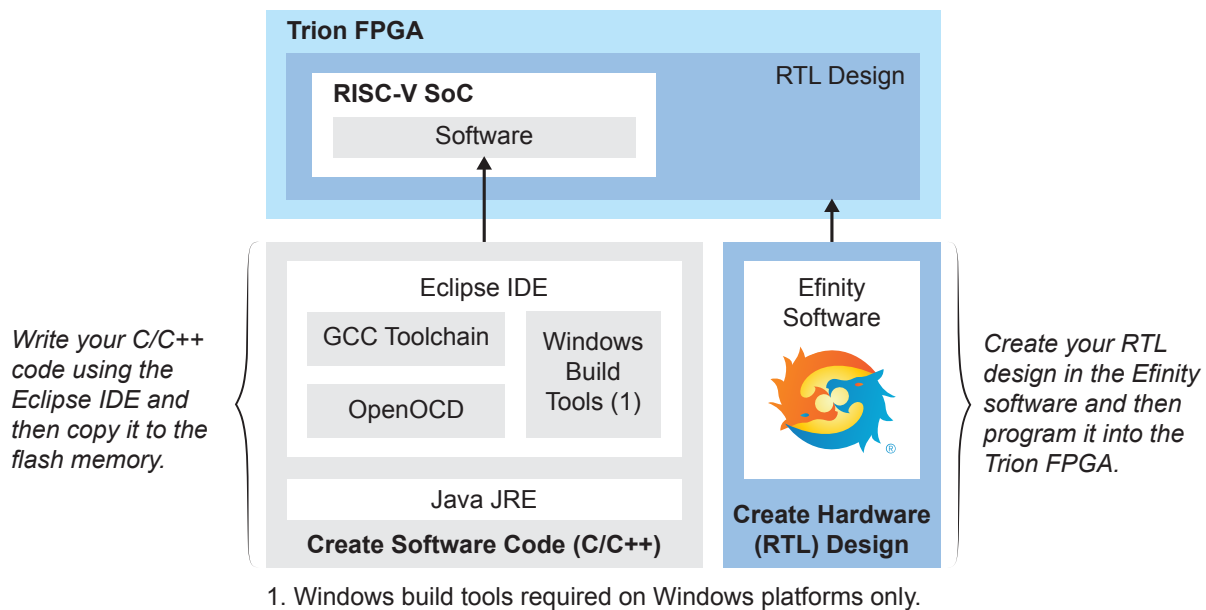 Trion FPGA
RTL Design
RISC-V SoC
Software
Write your C/C++
code using the
Eclipse IDE and
then copy it to the
flash memory.
Eclipse IDE
GCC Toolchain
OpenOCD
Windows
Build
Tools (1)
Java JRE
Create Software Code (C/C++)
Efinity
Software
®
Create Hardware
(RTL) Design
Create your RTL
design in the Efinity
software and then
program it into the
Trion FPGA.
1. Windows build tools required on Windows platforms only.